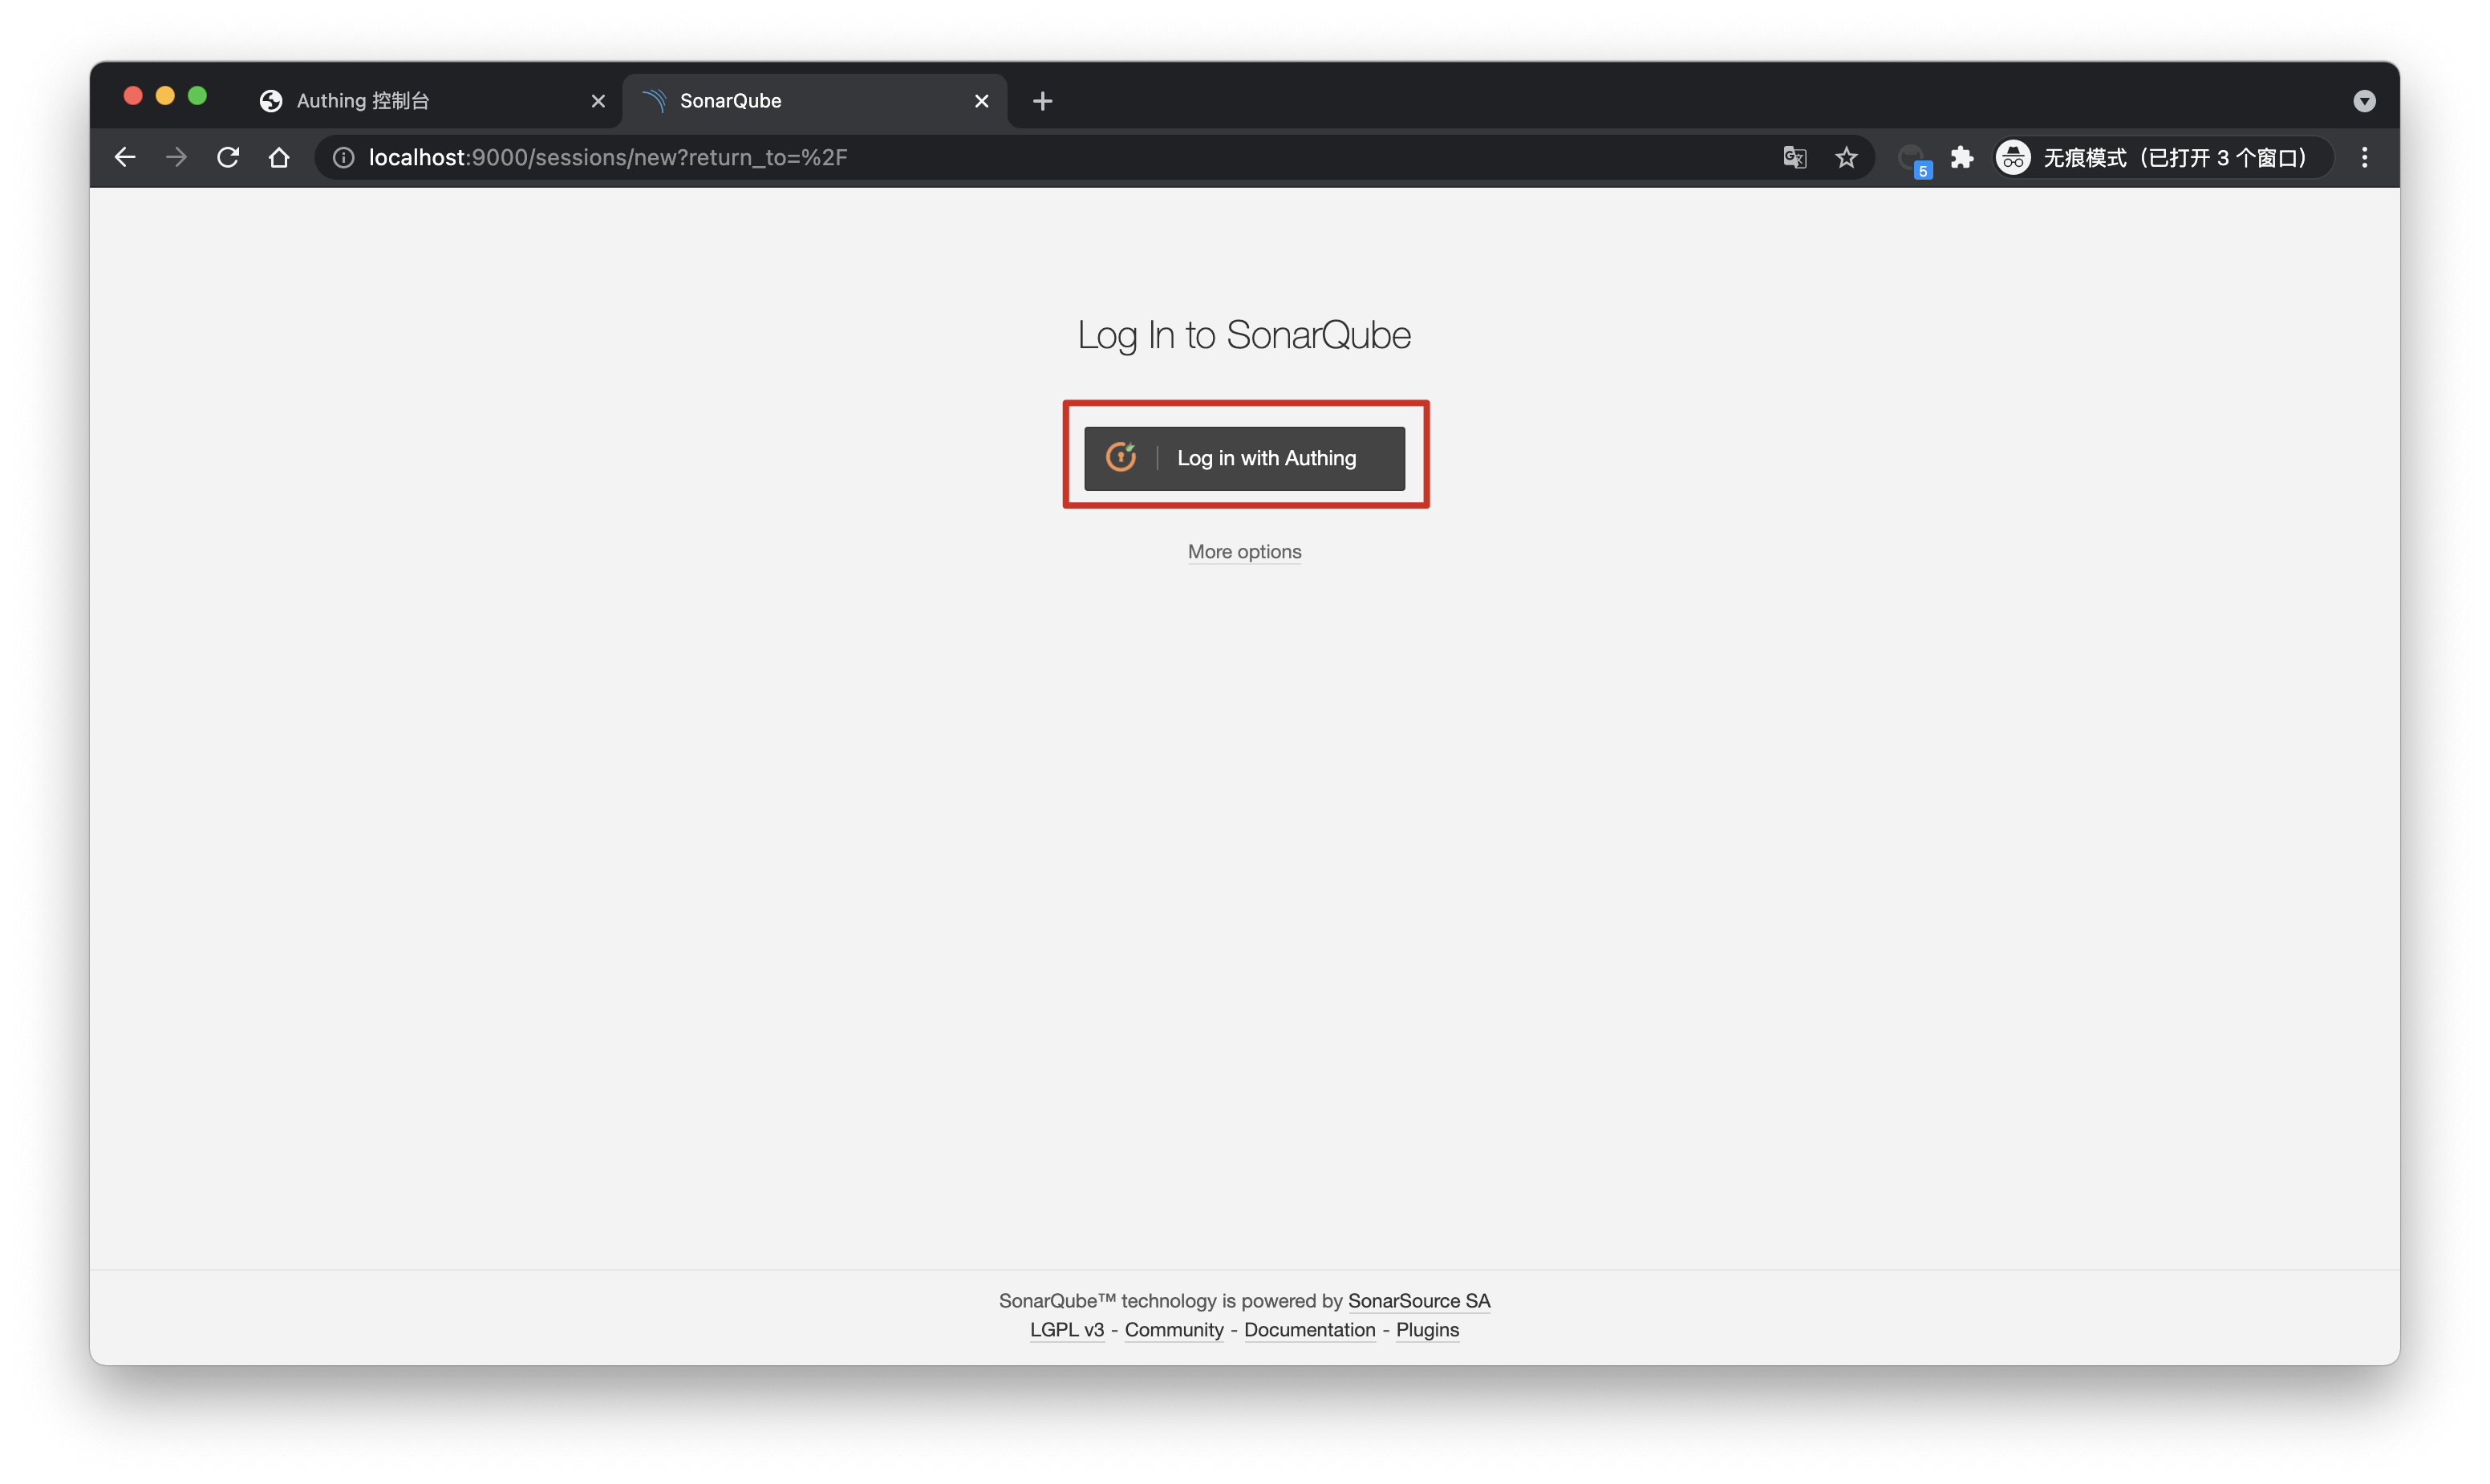 Authing 控制台
SonarQube
localhost:9000/sessions/new?return_to=%2F
5
无痕模式（已打开 3 个窗口）
Log In to SonarQube
Log in with Authing
More options
SonarQube™ technology is powered by SonarSource SA
LGPL v3 - Community - Documentation - Plugins